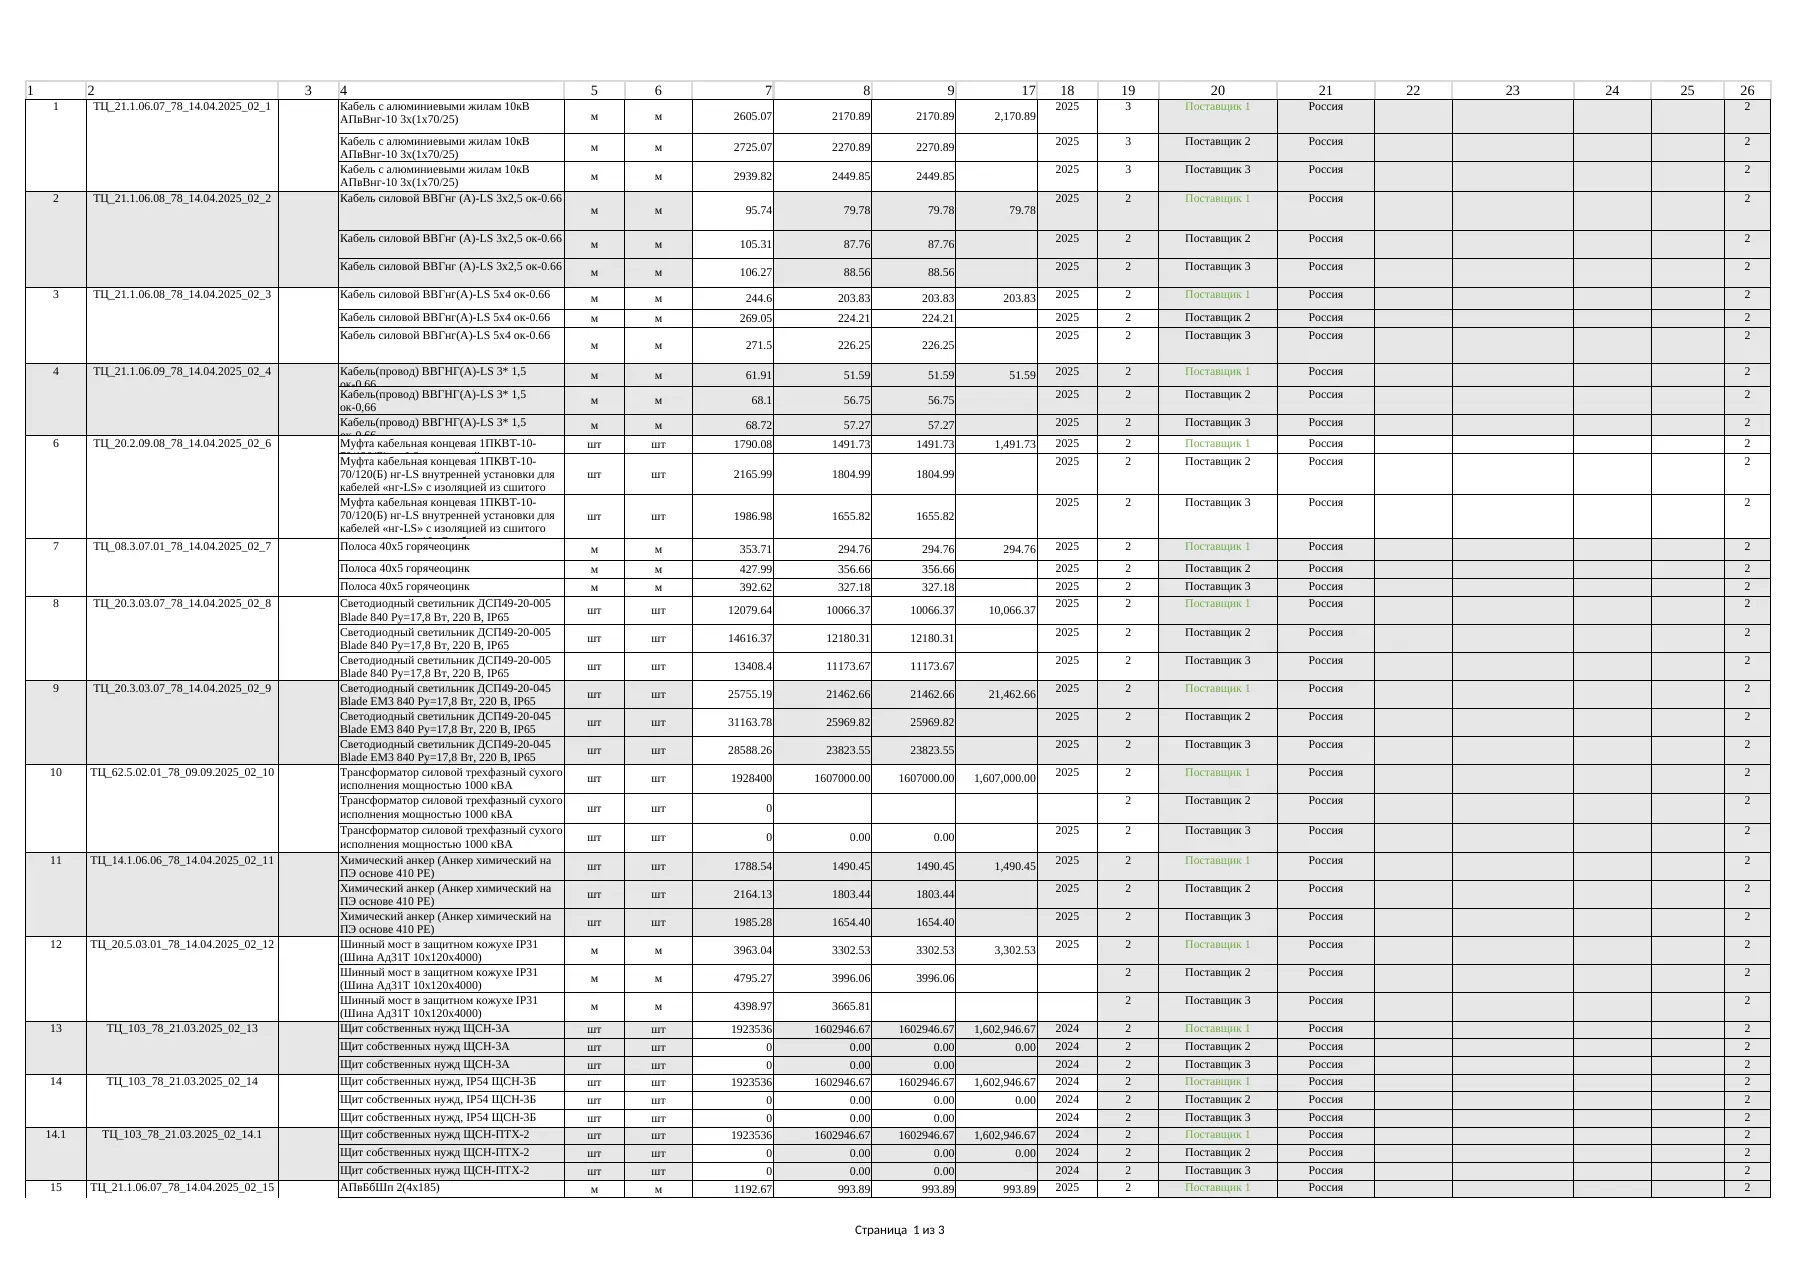 1 2 3 4 5 6 7 8 9 17 18 19 20 21 22 23 24 25 26
1 ТЦ_21.1.06.07_78_14.04.2025_02_1 Кабель с алюминиевыми жилам 10кВ
АПвВнг-10 3х(1х70/25) м м 2605.07 2170.89 2170.89 2,170.89 2025 3 Поставщик 1 Россия 2
Кабель с алюминиевыми жилам 10кВ
АПвВнг-10 3х(1х70/25) м м 2725.07 2270.89 2270.89 2025 3 Поставщик 2 Россия 2
Кабель с алюминиевыми жилам 10кВ
АПвВнг-10 3х(1х70/25) м м 2939.82 2449.85 2449.85 2025 3 Поставщик 3 Россия 2
2 ТЦ_21.1.06.08_78_14.04.2025_02_2 Кабель силовой ВВГнг (А)-LS 3х2,5 ок-0.66 м м 95.74 79.78 79.78 79.78 2025 2 Поставщик 1 Россия 2
Кабель силовой ВВГнг (А)-LS 3х2,5 ок-0.66 м м 105.31 87.76 87.76 2025 2 Поставщик 2 Россия 2
Кабель силовой ВВГнг (А)-LS 3х2,5 ок-0.66 м м 106.27 88.56 88.56 2025 2 Поставщик 3 Россия 2
3 ТЦ_21.1.06.08_78_14.04.2025_02_3 Кабель силовой ВВГнг(А)-LS 5х4 ок-0.66 м м 244.6 203.83 203.83 203.83 2025 2 Поставщик 1 Россия 2
Кабель силовой ВВГнг(А)-LS 5х4 ок-0.66 м м 269.05 224.21 224.21 2025 2 Поставщик 2 Россия 2
Кабель силовой ВВГнг(А)-LS 5х4 ок-0.66 м м 271.5 226.25 226.25 2025 2 Поставщик 3 Россия 2
4 ТЦ_21.1.06.09_78_14.04.2025_02_4 Кабель(провод) ВВГНГ(А)-LS 3* 1,5
ок-0,66 м м 61.91 51.59 51.59 51.59 2025 2 Поставщик 1 Россия 2
Кабель(провод) ВВГНГ(А)-LS 3* 1,5
ок-0,66 м м 68.1 56.75 56.75 2025 2 Поставщик 2 Россия 2
Кабель(провод) ВВГНГ(А)-LS 3* 1,5 м м 68.72 57.27 57.27 2025 2 Поставщик 3 Россия 2
6 ТЦ_20.2.09.08_78_14.04.2025_02_6 Муфта кабельная концевая 1ПКВТ-10- шт шт 1790.08 1491.73 1491.73 1,491.73 2025 2 Поставщик 1 Россия 2
Муфта кабельная концевая 1ПКВТ-10-
70/120(Б) нг-LS внутренней установки для
кабелей «нг-LS» с изоляцией из сшитого шт шт 2165.99 1804.99 1804.99 2025 2 Поставщик 2 Россия 2
Муфта кабельная концевая 1ПКВТ-10-
70/120(Б) нг-LS внутренней установки для
кабелей «нг-LS» с изоляцией из сшитого шт шт 1986.98 1655.82 1655.82 2025 2 Поставщик 3 Россия 2
7 ТЦ_08.3.07.01_78_14.04.2025_02_7 Полоса 40х5 горячеоцинк м м 353.71 294.76 294.76 294.76 2025 2 Поставщик 1 Россия 2
Полоса 40х5 горячеоцинк м м 427.99 356.66 356.66 2025 2 Поставщик 2 Россия 2
Полоса 40х5 горячеоцинк м м 392.62 327.18 327.18 2025 2 Поставщик 3 Россия 2
8 ТЦ_20.3.03.07_78_14.04.2025_02_8 Светодиодный светильник ДСП49-20-005
Blade 840 Ру=17,8 Вт, 220 В, IP65 шт шт 12079.64 10066.37 10066.37 10,066.37 2025 2 Поставщик 1 Россия 2
Светодиодный светильник ДСП49-20-005
Blade 840 Ру=17,8 Вт, 220 В, IP65 шт шт 14616.37 12180.31 12180.31 2025 2 Поставщик 2 Россия 2
Светодиодный светильник ДСП49-20-005
Blade 840 Ру=17,8 Вт, 220 В, IP65 шт шт 13408.4 11173.67 11173.67 2025 2 Поставщик 3 Россия 2
9 ТЦ_20.3.03.07_78_14.04.2025_02_9 Светодиодный светильник ДСП49-20-045
Blade EM3 840 Ру=17,8 Вт, 220 В, IP65 шт шт 25755.19 21462.66 21462.66 21,462.66 2025 2 Поставщик 1 Россия 2
Светодиодный светильник ДСП49-20-045
Blade EM3 840 Ру=17,8 Вт, 220 В, IP65 шт шт 31163.78 25969.82 25969.82 2025 2 Поставщик 2 Россия 2
Светодиодный светильник ДСП49-20-045
Blade EM3 840 Ру=17,8 Вт, 220 В, IP65 шт шт 28588.26 23823.55 23823.55 2025 2 Поставщик 3 Россия 2
10 ТЦ_62.5.02.01_78_09.09.2025_02_10 Трансформатор силовой трехфазный сухого
исполнения мощностью 1000 кВА шт шт 1928400 1607000.00 1607000.00 1,607,000.00 2025 2 Поставщик 1 Россия 2
Трансформатор силовой трехфазный сухого
исполнения мощностью 1000 кВА шт шт 0 2 Поставщик 2 Россия 2
Трансформатор силовой трехфазный сухого
исполнения мощностью 1000 кВА шт шт 0 0.00 0.00 2025 2 Поставщик 3 Россия 2
11 ТЦ_14.1.06.06_78_14.04.2025_02_11 Химический анкер (Анкер химический на
ПЭ основе 410 РЕ) шт шт 1788.54 1490.45 1490.45 1,490.45 2025 2 Поставщик 1 Россия 2
Химический анкер (Анкер химический на
ПЭ основе 410 РЕ) шт шт 2164.13 1803.44 1803.44 2025 2 Поставщик 2 Россия 2
Химический анкер (Анкер химический на
ПЭ основе 410 РЕ) шт шт 1985.28 1654.40 1654.40 2025 2 Поставщик 3 Россия 2
12 ТЦ_20.5.03.01_78_14.04.2025_02_12 Шинный мост в защитном кожухе IP31
(Шина Ад31Т 10х120х4000) м м 3963.04 3302.53 3302.53 3,302.53 2025 2 Поставщик 1 Россия 2
Шинный мост в защитном кожухе IP31
(Шина Ад31Т 10х120х4000) м м 4795.27 3996.06 3996.06 2 Поставщик 2 Россия 2
Шинный мост в защитном кожухе IP31
(Шина Ад31Т 10х120х4000) м м 4398.97 3665.81 2 Поставщик 3 Россия 2
13 ТЦ_103_78_21.03.2025_02_13 Щит собственных нужд ЩСН-3А шт шт 1923536 1602946.67 1602946.67 1,602,946.67 2024 2 Поставщик 1 Россия 2
Щит собственных нужд ЩСН-3А шт шт 0 0.00 0.00 0.00 2024 2 Поставщик 2 Россия 2
Щит собственных нужд ЩСН-3А шт шт 0 0.00 0.00 2024 2 Поставщик 3 Россия 2
14 ТЦ_103_78_21.03.2025_02_14 Щит собственных нужд, IP54 ЩСН-3Б шт шт 1923536 1602946.67 1602946.67 1,602,946.67 2024 2 Поставщик 1 Россия 2
Щит собственных нужд, IP54 ЩСН-3Б шт шт 0 0.00 0.00 0.00 2024 2 Поставщик 2 Россия 2
Щит собственных нужд, IP54 ЩСН-3Б шт шт 0 0.00 0.00 2024 2 Поставщик 3 Россия 2
14.1 ТЦ_103_78_21.03.2025_02_14.1 Щит собственных нужд ЩСН-ПТХ-2 шт шт 1923536 1602946.67 1602946.67 1,602,946.67 2024 2 Поставщик 1 Россия 2
Щит собственных нужд ЩСН-ПТХ-2 шт шт 0 0.00 0.00 0.00 2024 2 Поставщик 2 Россия 2
Щит собственных нужд ЩСН-ПТХ-2 шт шт 0 0.00 0.00 2024 2 Поставщик 3 Россия 2
15 ТЦ_21.1.06.07_78_14.04.2025_02_15 АПвБбШп 2(4х185) м м 1192.67 993.89 993.89 993.89 2025 2 Поставщик 1 Россия 2
Страница 1 из 3